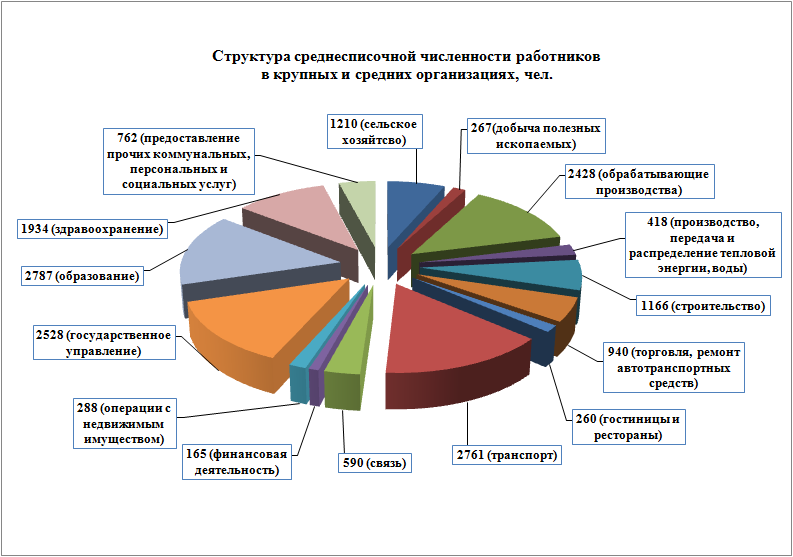 Структура среднесписочной численности работников
в крупных и средних организациях, чел.
1210 (сельское
хозяйтсво)
267(добыча полезных
ископаемых)
2428 (обрабатывающие
производства)
418 (производство,
передача и
распределение тепловой
энергии, воды)
1166 (строительство)
940 (торговля, ремонт
автотранспортных
средств)
260 (гостиницы и
рестораны)
2761 (транспорт)
590 (связь)
165 (финансовая
деятельность)
288 (операции с
недвижимым
имуществом)
2528 (государственное
управление)
2787 (образование)
1934 (здравоохранение)
762 (предоставление
прочих коммунальных,
персональных и
социальных услуг)